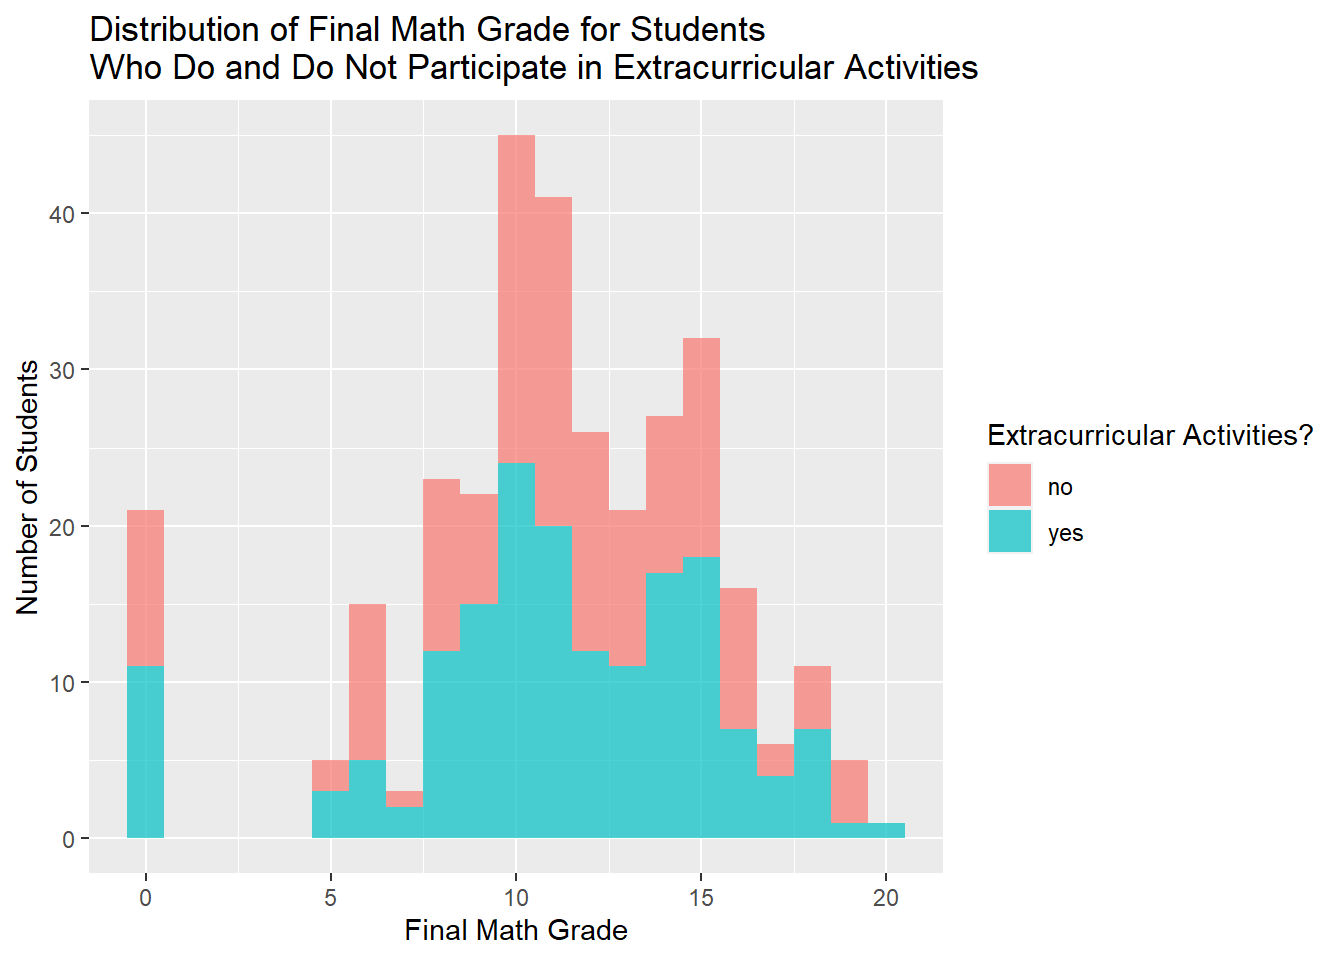 Distribution of Final Math Grade for Students
Who Do and Do Not Participate in Extracurricular Activities
Number of Students
40
30
20
10
0
0 5 10 15 20
Final Math Grade
Extracurricular Activities?
no
yes